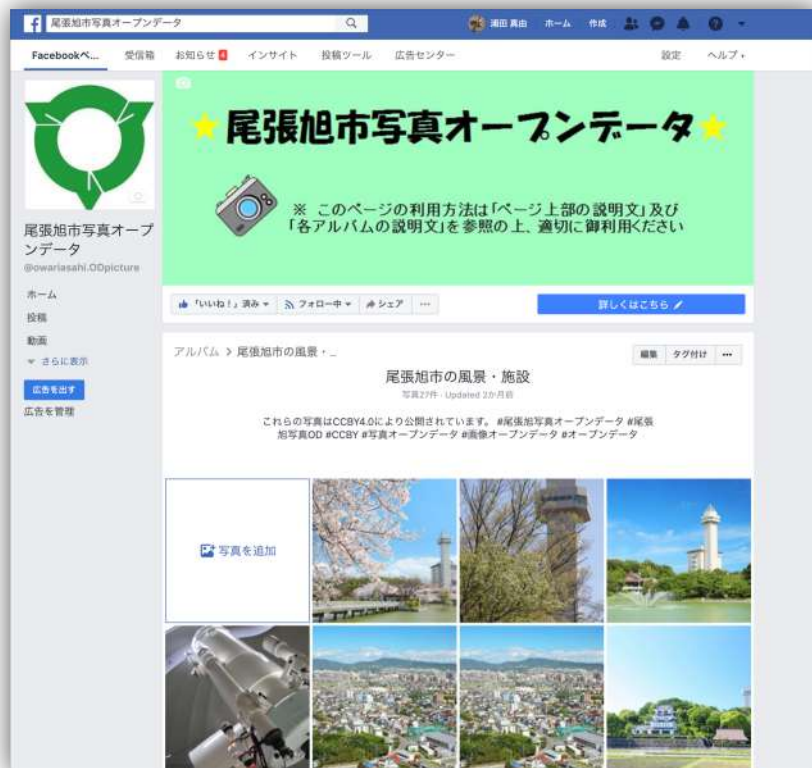 尾張旭市写真オープンデータ
浦田 真由 ホーム 作成
Facebookペ... 受信箱 お知らせ 4 インサイト 投稿ツール 広告センター 設定 ヘルプ
尾張旭市写真オープンデータ
※ このページの利用方法は「ページ上部の説明文」及び
「各アルバムの説明文」を参照の上、適切に御利用ください
尾張旭市写真オープ
ンデータ
@owariasahi.ODpicture
ホーム
投稿
動画
さらに表示
広告を出す
広告を管理
「いいね!」済み フォロー中 シェア ...
詳しくはこちら
アルバム > 尾張旭市の風景・...
編集 タグ付け ...
尾張旭市の風景・施設
写真27件・Updated 2か月前
これらの写真はCCBY4.0により公開されています。 #尾張旭写真オープンデータ #尾張
旭写真OD #CCBY #写真オープンデータ #画像オープンデータ #オープンデータ
写真を追加